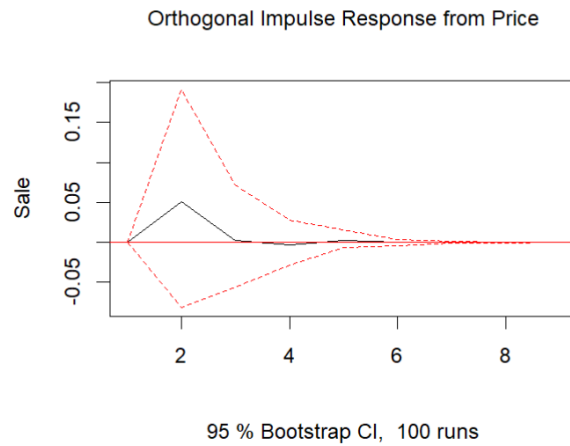 Orthogonal Impulse Response from Price
Sale
0.15
0.05
-0.05
2 4 6 8
95 % Bootstrap CI, 100 runs